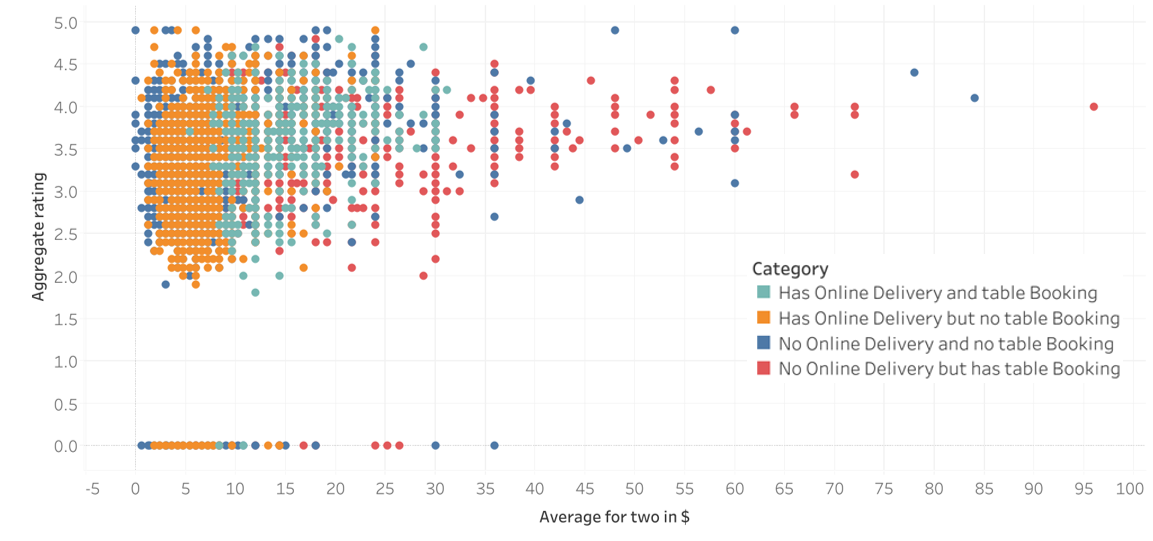 5.0
4.5
4.0
3.5
3.0
2.5
2.0
1.5
1.0
0.5
0.0
Aggregate rating
Category
Has Online Delivery and table Booking
Has Online Delivery but no table Booking
No Online Delivery and no table Booking
No Online Delivery but has table Booking
-5 0 5 10 15 20 25 30 35 40 45 50 55 60 65 70 75 80 85 90 95 100
Average for two in $